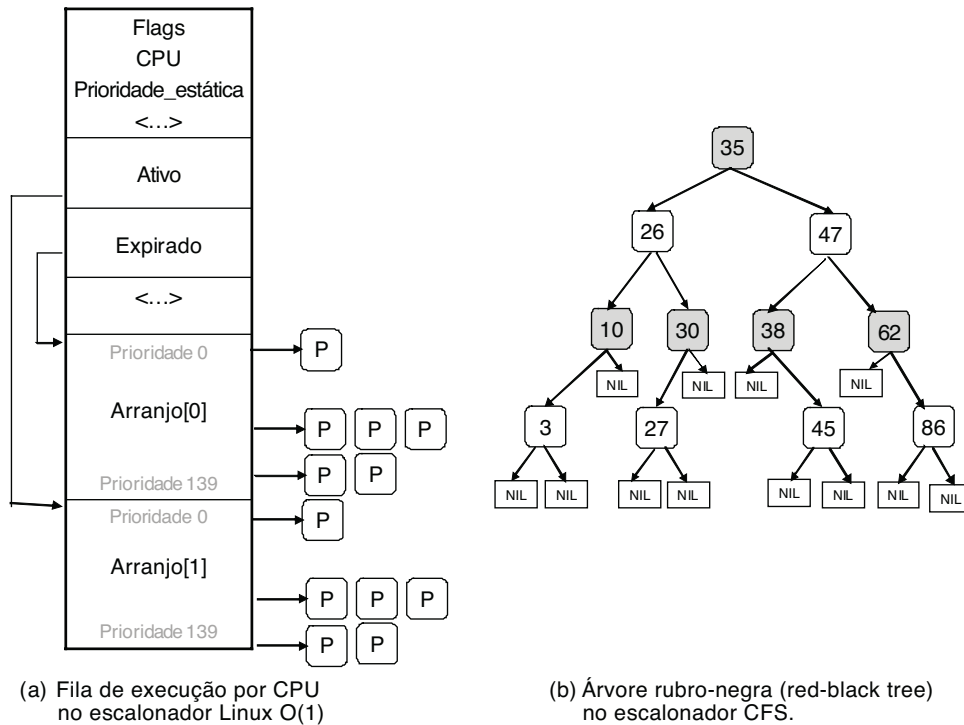 Flags
CPU
Prioridade_estática
<...>
Ativo
Expirado
<...>
Prioridade 0
P
Arranjo[0]
P P P
Prioridade 139
P P
Prioridade 0
P
Arranjo[1]
P P P
Prioridade 139
P P
(a) Fila de execução por CPU
no escalonador Linux O(1)
35
26 47
10 30 38 62
NIL NIL NIL NIL
3 27 45 86
NIL NIL NIL NIL NIL NIL NIL NIL
(b) Árvore rubro-negra (red-black tree)
no escalonador CFS.